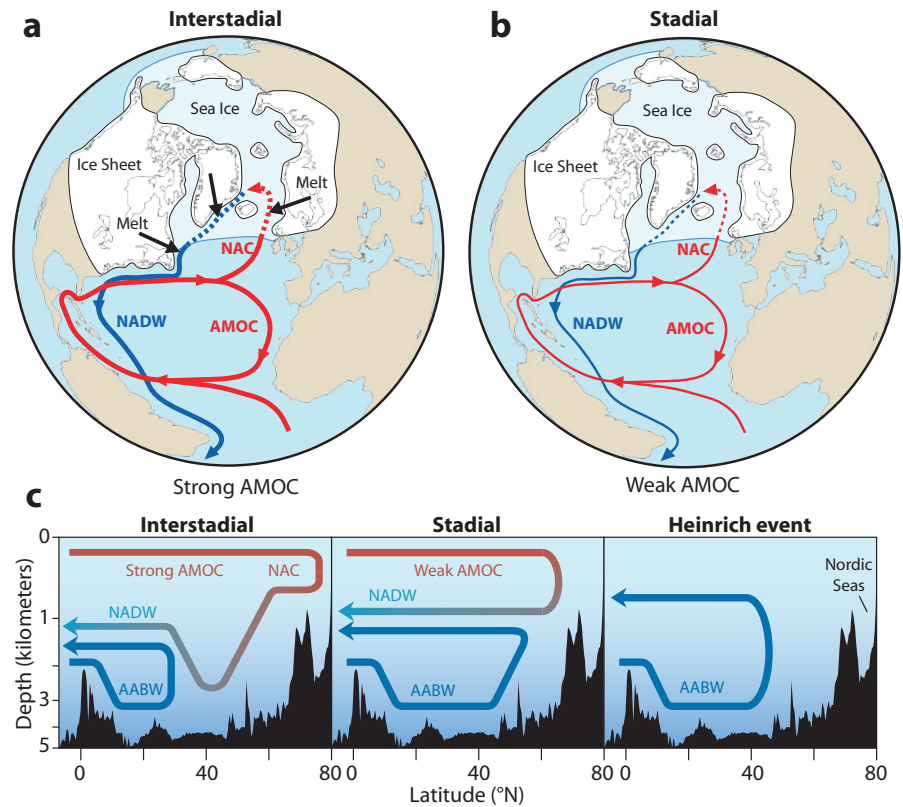 a
Interstadial
Sea Ice
Ice Sheet
Melt
Melt
NAC
NADW
AMOC
Strong AMOC
b
Stadial
Sea Ice
Ice Sheet
NAC
NADW
AMOC
Weak AMOC
c
Interstadial
Stadial
Heinrich event
Depth (kilometers)
0
1
3
5
Strong AMOC
NAC
NADW
AABW
Weak AMOC
NADW
AABW
Nordic
Seas
AABW
0 40 80 0 40 80 0 40 80
Latitude (°N)